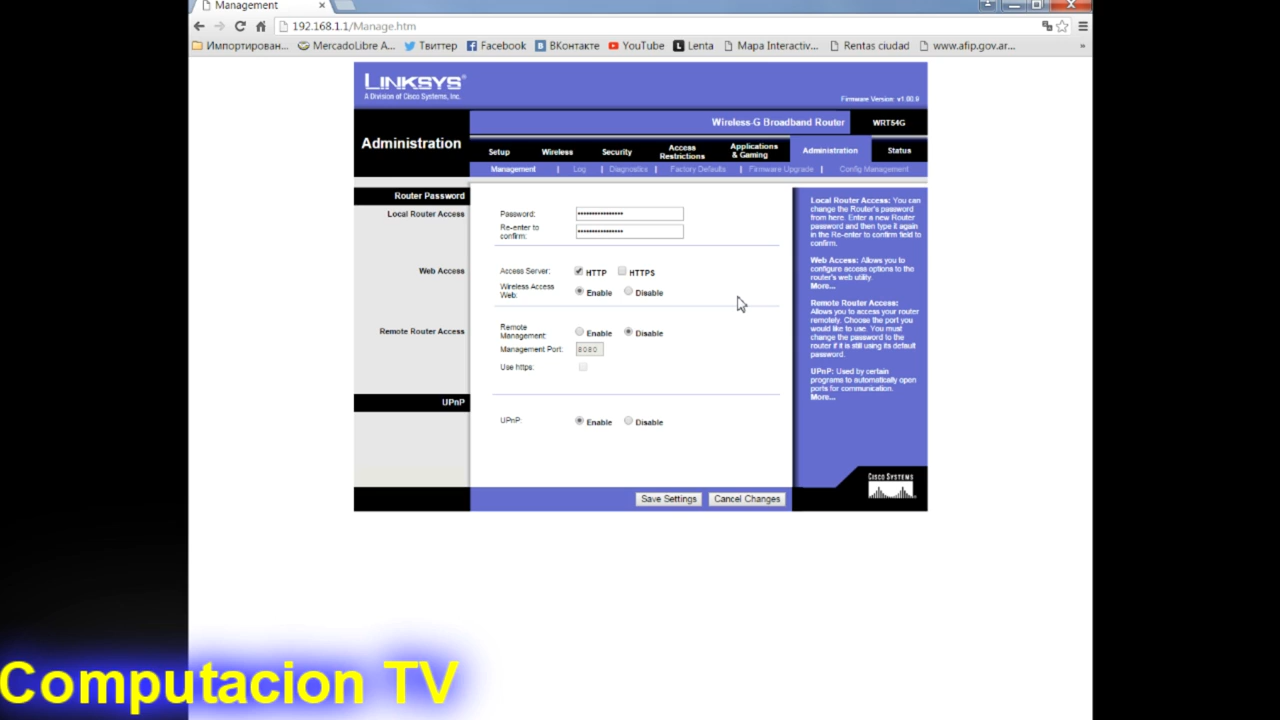 Management
192.168.1.1/Manage.htm
Импортирован... MercadoLibre A... Твиттер Facebook ВКонтакте YouTube Lenta Mapa Interactiv... Rentas ciudad www.afip.gov.ar... »
LINKSYS®
A Division of Cisco Systems, Inc.
Firmware Version: v1.80.9
Wireless-G Broadband Router WRT54G
Administration
Setup Wireless Security Access Restrictions Applications & Gaming Administration Status
Management | Log | Diagnostics | Factory Defaults | Firmware Upgrade | Config Management
Router Password
Local Router Access
Password:
Re-enter to
confirm:
Web Access
Access Server: HTTP HTTPS
Wireless Access
Web: Enable Disable
Remote Router Access
Remote
Management: Enable Disable
Management Port: 8080
Use https:
UPnP
UPnP: Enable Disable
Save Settings Cancel Changes
Local Router Access: You can
change the Router's password
from here. Enter a new Router
password and then type it again
in the Re-enter to confirm field to
confirm.
Web Access: Allows you to
configure access options to the
router's web utility.
More...
Remote Router Access:
Allows you to access your router
remotely. Choose the port you
would like to use. You must
change the password to the
router if it is still using its default
password.
UPnP: Used by certain
programs to automatically open
ports for communication.
More...
CISCO SYSTEMS
Computacion TV